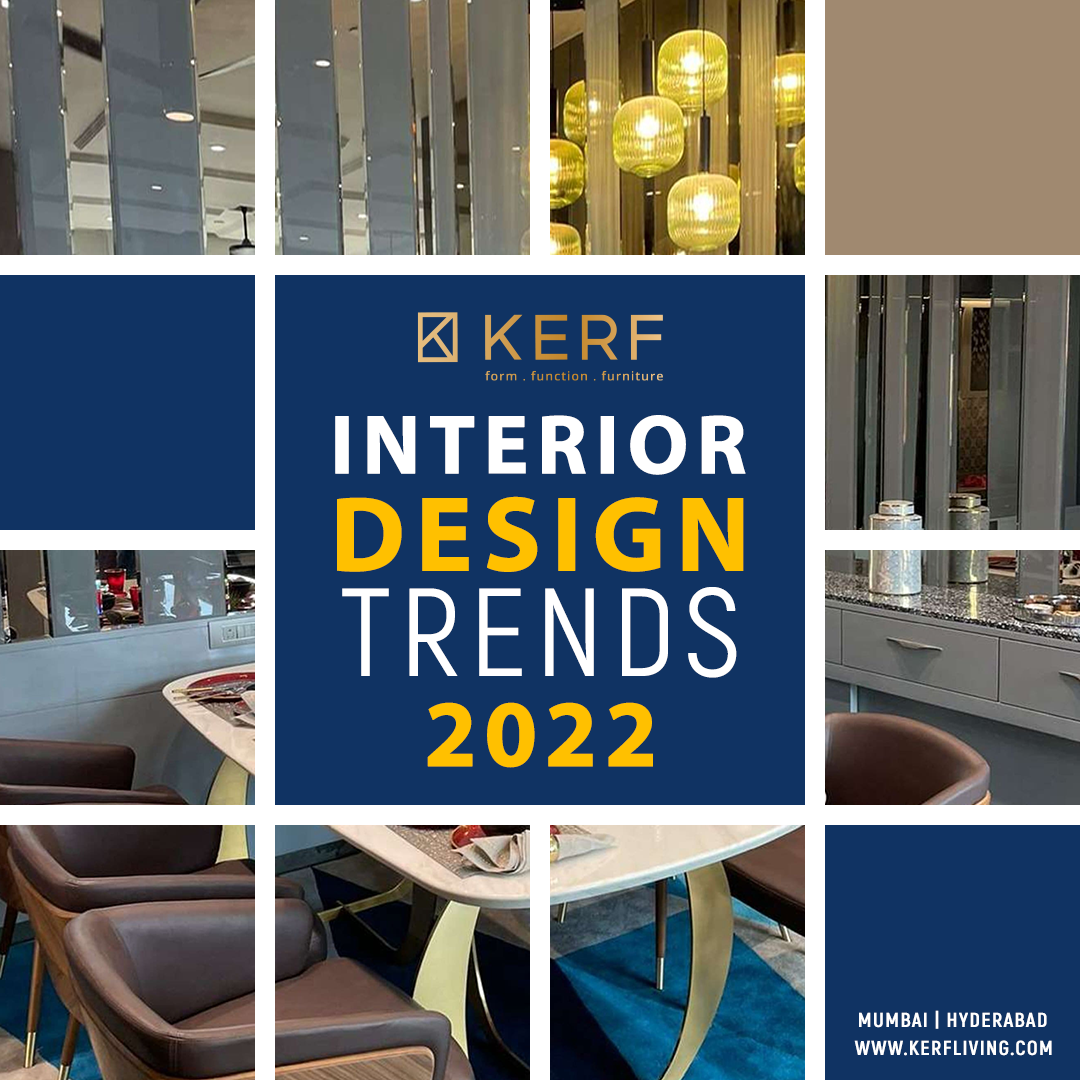 KERF
form . function . furniture
INTERIOR
DESIGN
TRENDS
2022
MUMBAI | HYDERABAD
WWW.KERFLIVING.COM